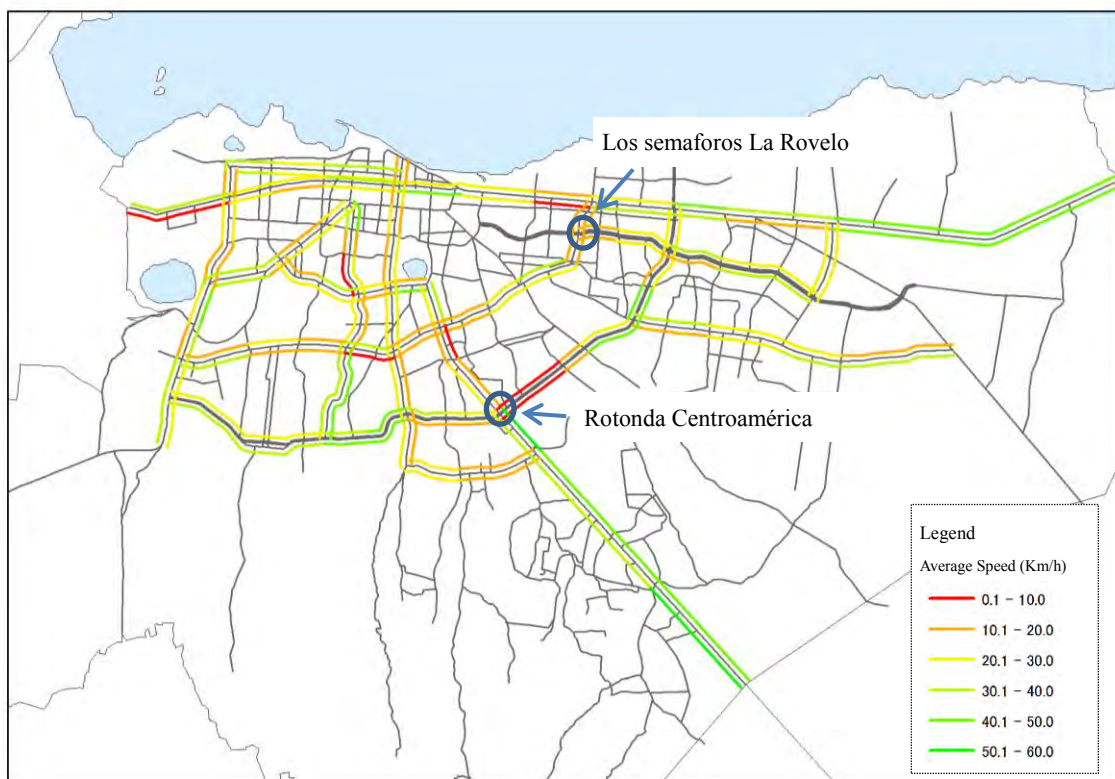 Los semaforos La Rovelo
Rotonda Centroamérica
Legend
Average Speed (Km/h)
0.1 - 10.0
10.1 - 20.0
20.1 - 30.0
30.1 - 40.0
40.1 - 50.0
50.1 - 60.0